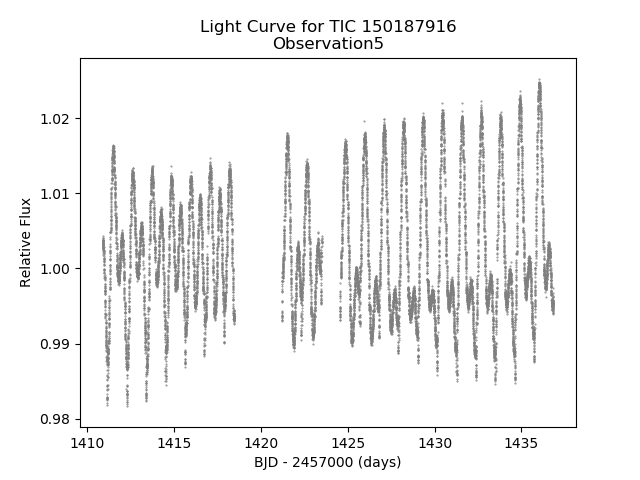 Light Curve for TIC 150187916
Observation5
1.02
1.01
1.00
0.99
0.98
Relative Flux
1410
1415
1420
1425
1430
1435
BJD - 2457000 (days)